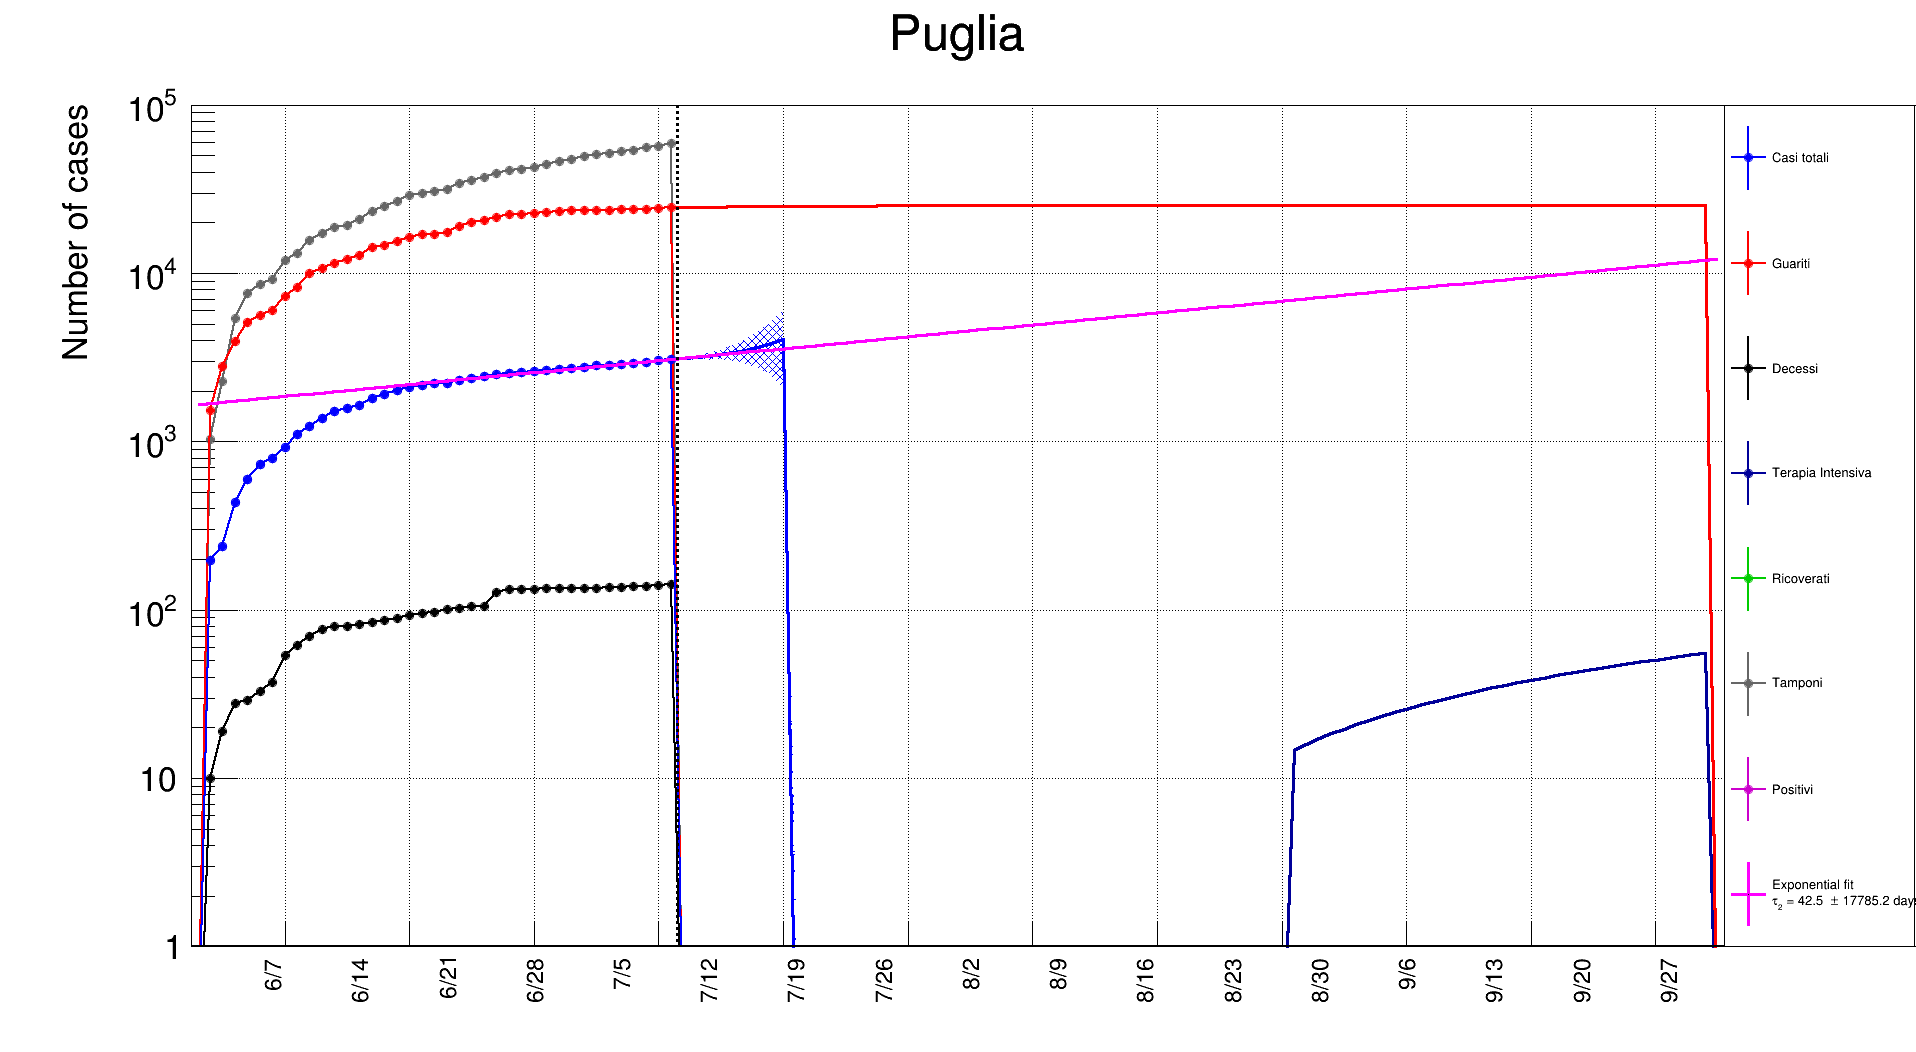 Puglia
Number of cases
10^5
10^4
10^3
10^2
10
1
6/7 6/14 6/21 6/28 7/5 7/12 7/19 7/26 8/2 8/9 8/16 8/23 8/30 9/6 9/13 9/20 9/27
Casi totali
Guariti
Decessi
Terapia Intensiva
Ricoverati
Tamponi
Positivi
Exponential fit
τ_2 = 42.5 ± 17785.2 day